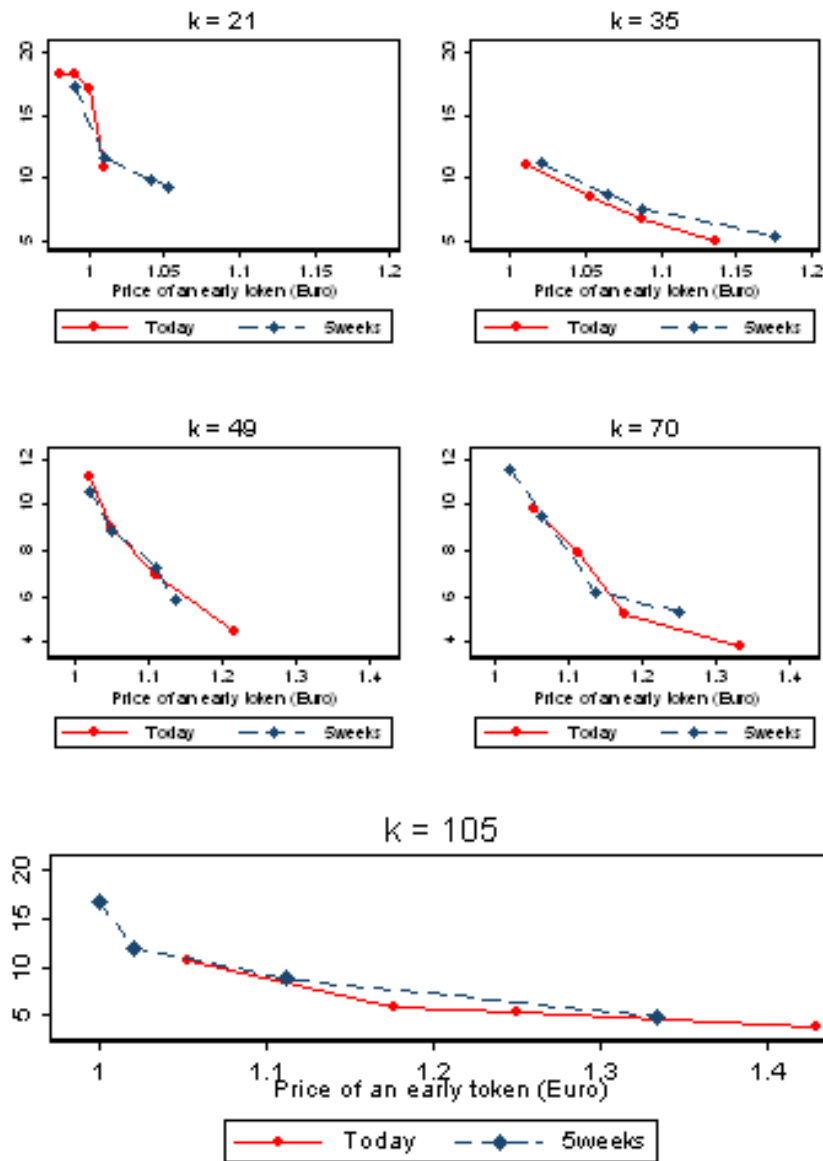 k = 21
20
15
10
5
1 1.05 1.1 1.15 1.2
Price of an early token (Euro)
Today 5weeks
k = 35
20
15
10
5
1 1.05 1.1 1.15 1.2
Price of an early token (Euro)
Today 5weeks
k = 49
12
10
8
6
4
1 1.1 1.2 1.3 1.4
Price of an early token (Euro)
Today 5weeks
k = 70
12
10
8
6
4
1 1.1 1.2 1.3 1.4
Price of an early token (Euro)
Today 5weeks
k = 105
20
15
10
5
1 1.1 1.2 1.3 1.4
Price of an early token (Euro)
Today 5weeks